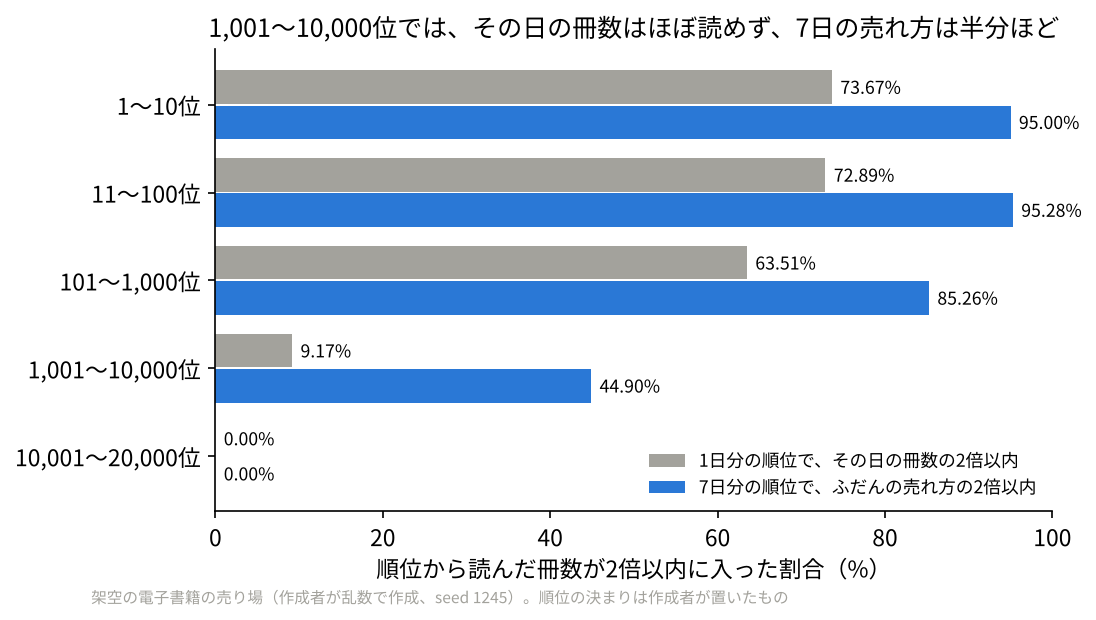 1,001〜10,000位では、その日の冊数はほぼ読めず、7日の売れ方は半分ほど
1〜10位
73.67%
95.00%
11〜100位
72.89%
95.28%
101〜1,000位
63.51%
85.26%
1,001〜10,000位
9.17%
44.90%
10,001〜20,000位
0.00%
0.00%
1日分の順位で、その日の冊数の2倍以内
7日分の順位で、ふだんの売れ方の2倍以内
0 20 40 60 80 100
順位から読んだ冊数が2倍以内に入った割合（%）
架空の電子書籍の売り場（作成者が乱数で作成、seed 1245）。順位の決まりは作成者が置いたもの